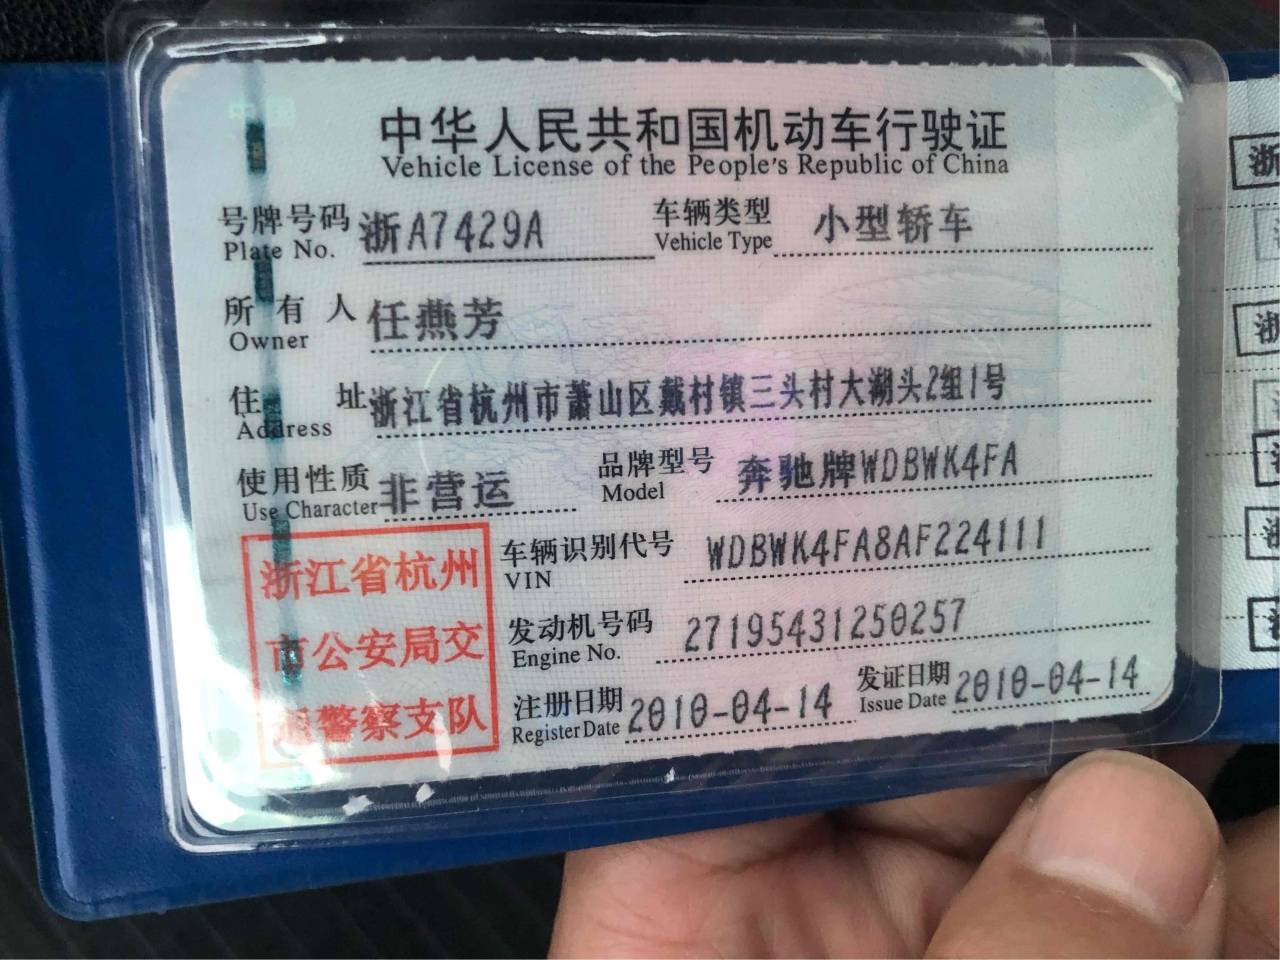 中华人民共和国机动车行驶证
Vehicle License of the People's Republic of China
号牌号码 浙A7429A 车辆类型 小型轿车
Plate No. Vehicle Type
所有人 任燕芳
Owner
住址 浙江省杭州市萧山区戴村镇三头村大湖头2组1号
Address
使用性质 非营运 品牌型号 奔驰牌WDBWK4FA
Use Character Model
浙江省杭州
市公安局交
通警察支队
车辆识别代号 WDBWK4FA8AF224111
VIN
发动机号码 27195431250257
Engine No.
注册日期 2010-04-14 发证日期 2010-04-14
Register Date Issue Date
浙
浙